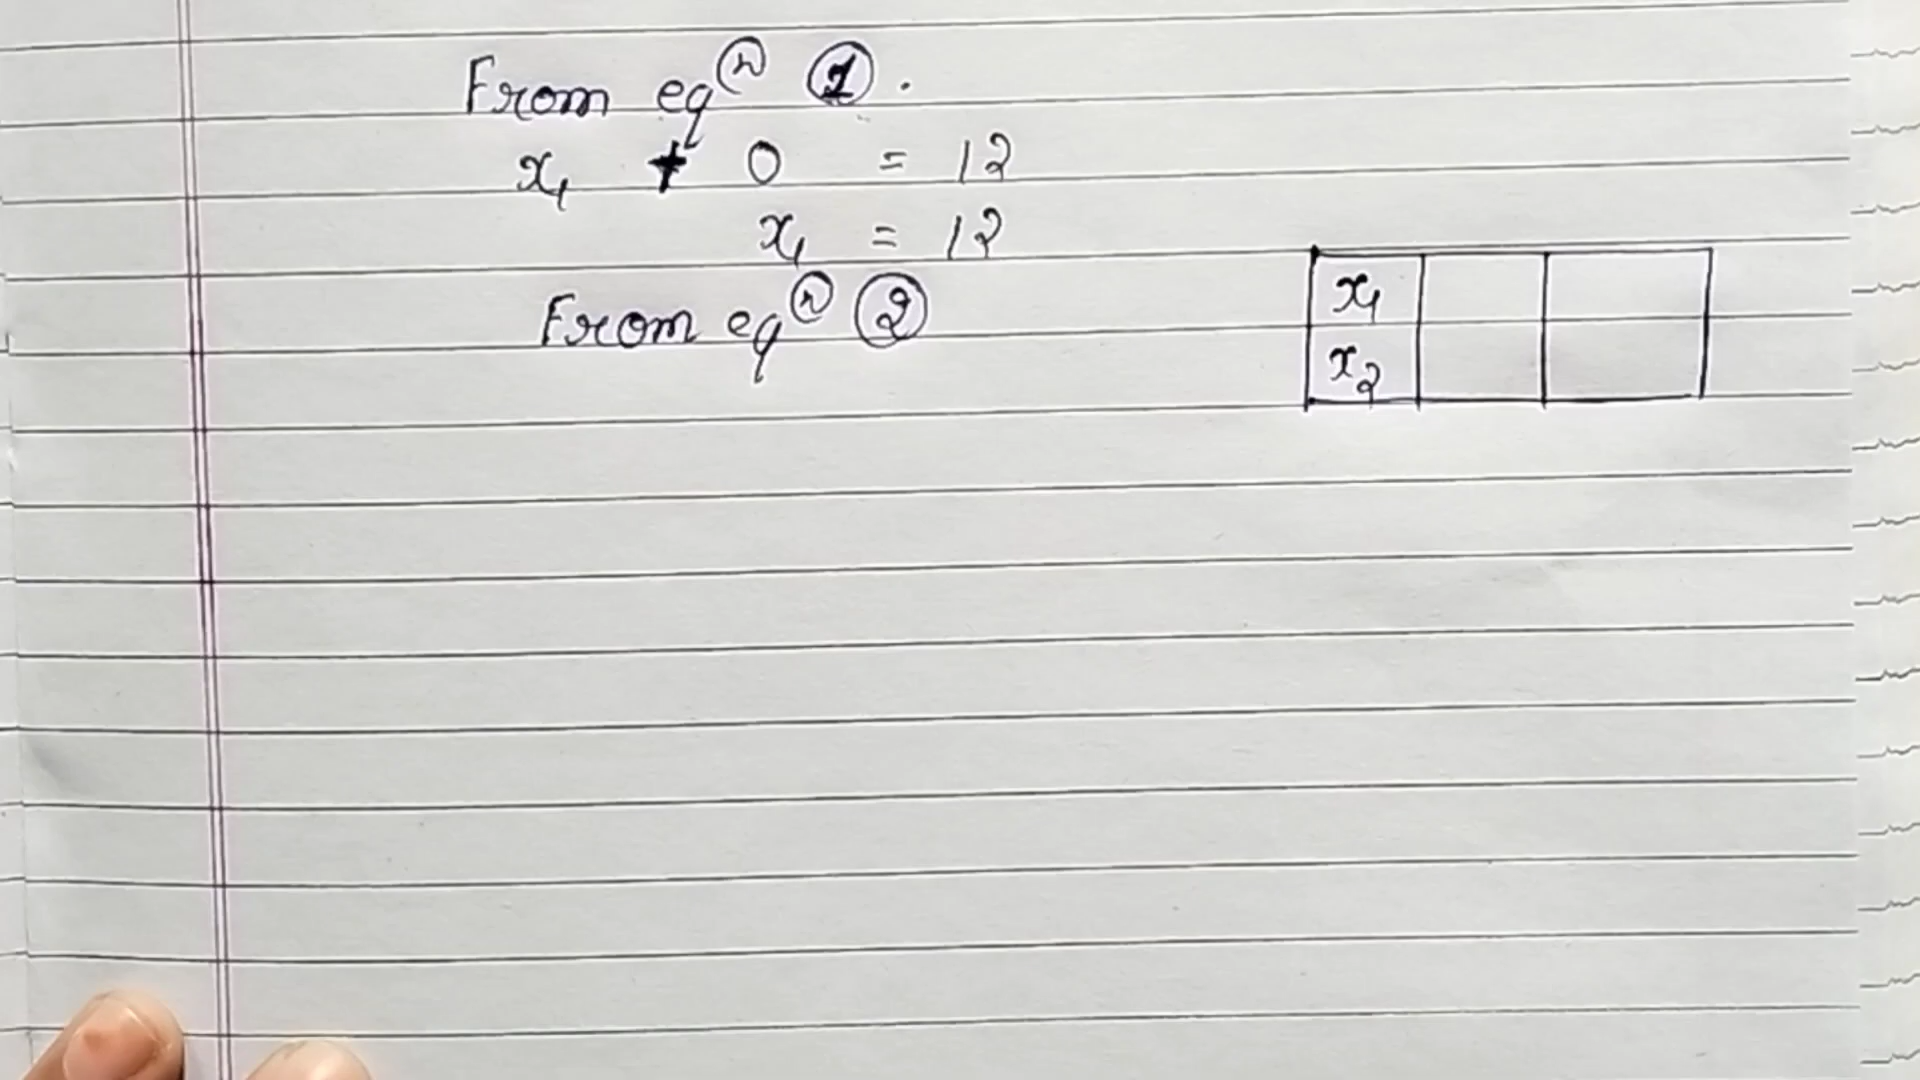 From eqⓝ ①.
x₁ + 0 = 12
x₁ = 12
From eqⓝ ②
x₁
x₂